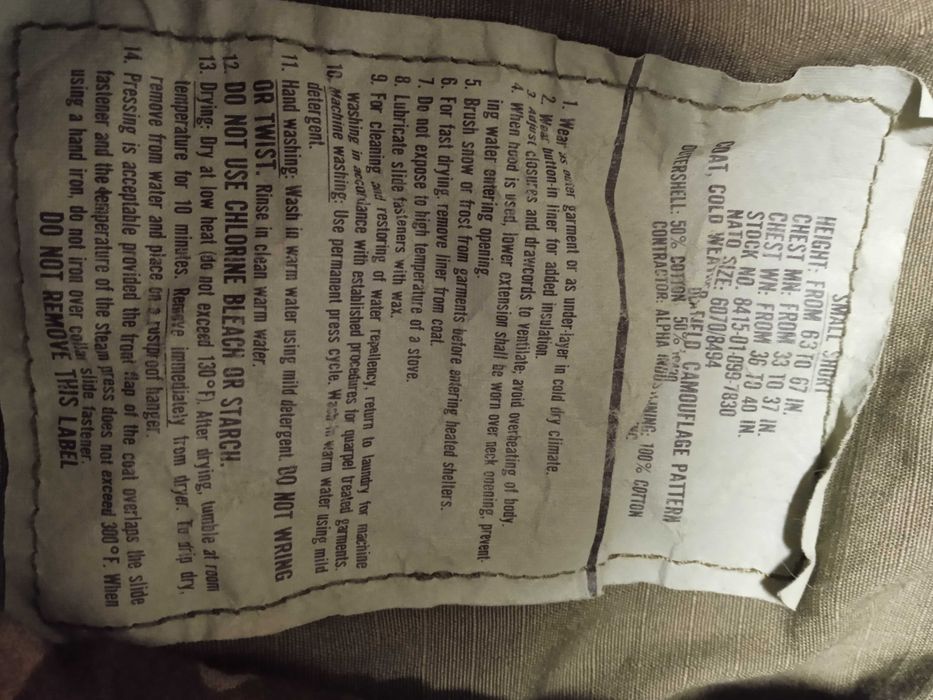 SMALL SHORT
HEIGHT: FROM 63 TO 67 IN.
CHEST MN: FROM 33 TO 37 IN.
CHEST WN: FROM 36 TO 40 IN.
STOCK NO. 8415-01-099-7830
NATO SIZE: 6070/8494
COAT, COLD WEATHER, FIELD, CAMOUFLAGE PATTERN
OUTERSHELL: 50% COTTON 50% LINING: 100% COTTON
CONTRACTOR: ALPHA INC
1. Wear as outer garment or as under-layer in cold dry climate.
2. Wear button-in liner for added insulation.
3. Adjust closures and drawcords to ventilate; avoid overheating of body.
4. When hood is used, lower extension shall be worn over neck opening, prevent-
ing water entering opening.
5. Brush snow or frost from garments before entering heated shelters.
6. For fast drying, remove liner from coat.
7. Do not expose to high temperature of a stove.
8. Lubricate slide fasteners with wax.
9. For cleaning and restoring of water repellency, return to laundry for machine
washing in accordance with established procedures for quarpel treated garments.
10. Machine washing: Use permanent press cycle. Wash in warm water using mild
detergent.
11. Hand washing: Wash in warm water using mild detergent DO NOT WRING
OR TWIST. Rinse in clean warm water.
12. DO NOT USE CHLORINE BLEACH OR STARCH.
13. Drying: Dry at low heat (do not exceed 130°F). After drying, tumble at room
temperature for 10 minutes. Remove immediately from dryer. To drip dry,
remove from water and place on a rustproof hanger.
14. Pressing is acceptable provided the front flap of the coat overlaps the slide
fastener and the temperature of the steam press does not exceed 300°F. When
using a hand iron, do not iron over collar slide fastener.
DO NOT REMOVE THIS LABEL